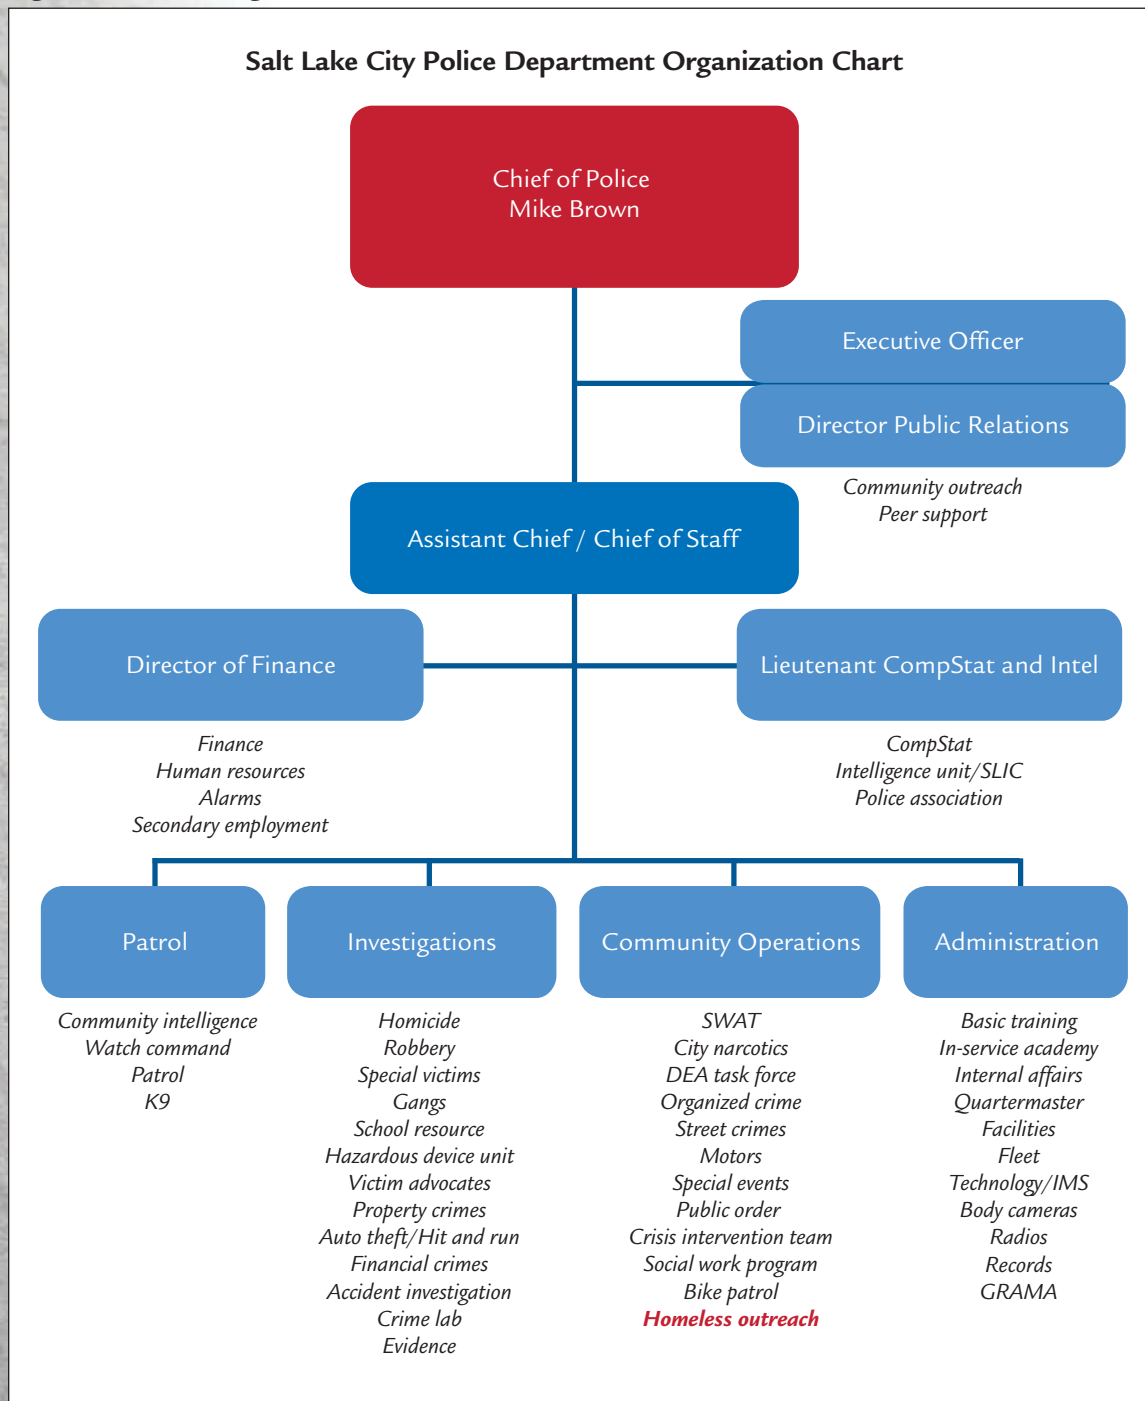 Salt Lake City Police Department Organization Chart
Chief of Police
Mike Brown
Executive Officer
Director Public Relations
Community outreach
Peer support
Assistant Chief / Chief of Staff
Director of Finance
Finance
Human resources
Alarms
Secondary employment
Lieutenant CompStat and Intel
CompStat
Intelligence unit/SLIC
Police association
Patrol
Community intelligence
Watch command
Patrol
K9
Investigations
Homicide
Robbery
Special victims
Gangs
School resource
Hazardous device unit
Victim advocates
Property crimes
Auto theft/Hit and run
Financial crimes
Accident investigation
Crime lab
Evidence
Community Operations
SWAT
City narcotics
DEA task force
Organized crime
Street crimes
Motors
Special events
Public order
Crisis intervention team
Social work program
Bike patrol
Homeless outreach
Administration
Basic training
In-service academy
Internal affairs
Quartermaster
Facilities
Fleet
Technology/IMS
Body cameras
Radios
Records
GRAMA